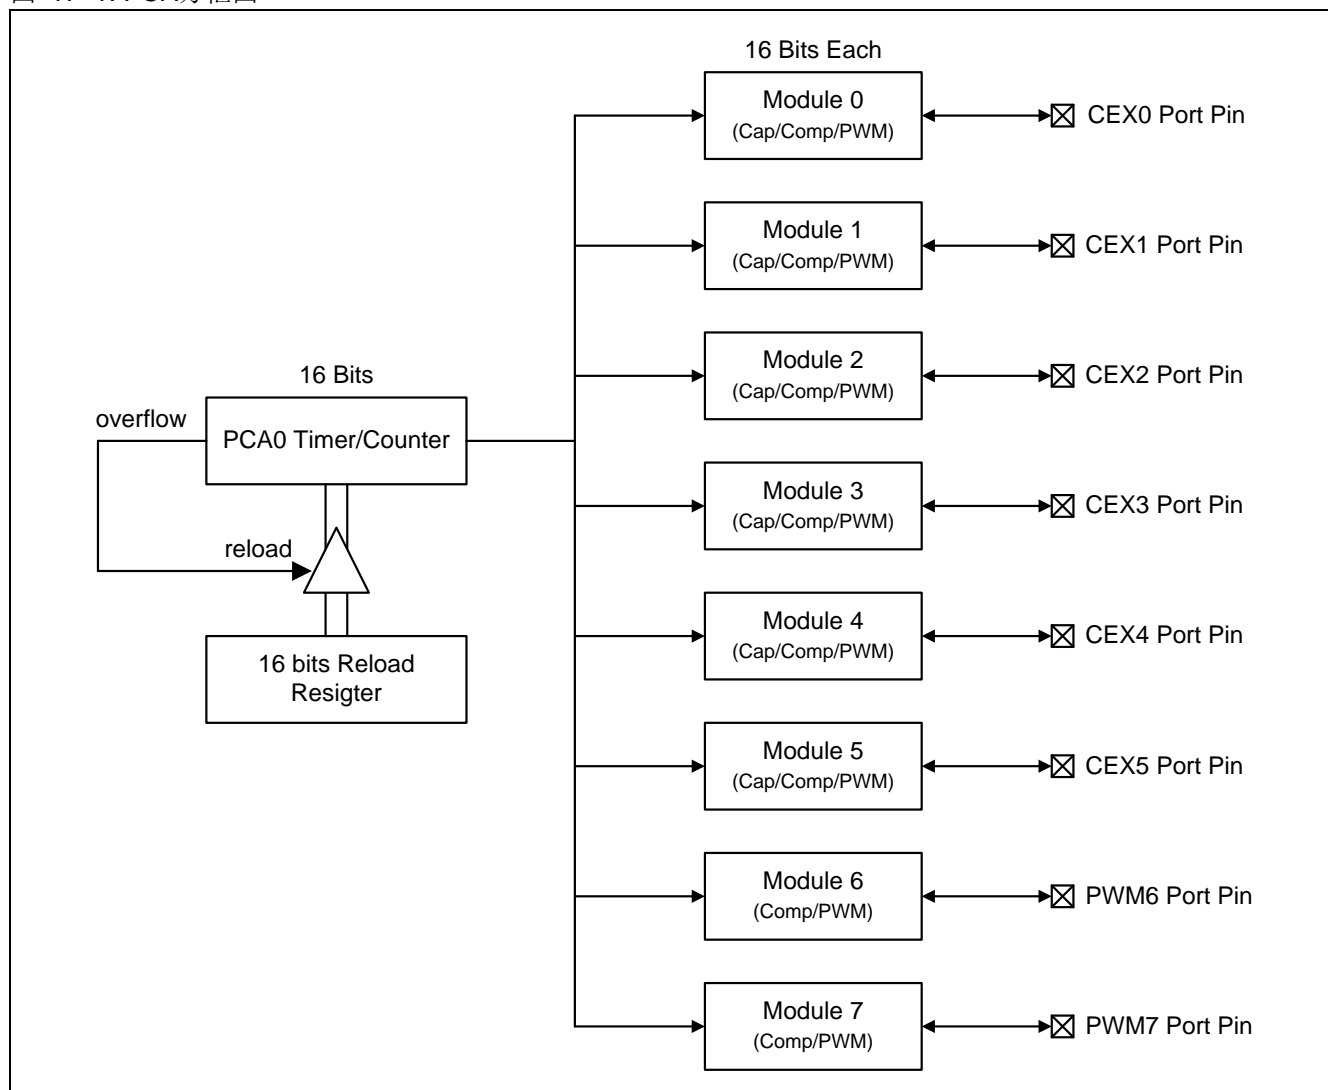 16 Bits Each
Module 0
(Cap/Comp/PWM)
CEX0 Port Pin
Module 1
(Cap/Comp/PWM)
CEX1 Port Pin
Module 2
(Cap/Comp/PWM)
CEX2 Port Pin
16 Bits
overflow
PCA0 Timer/Counter
Module 3
(Cap/Comp/PWM)
CEX3 Port Pin
reload
Module 4
(Cap/Comp/PWM)
CEX4 Port Pin
16 bits Reload
Resigter
Module 5
(Cap/Comp/PWM)
CEX5 Port Pin
Module 6
(Comp/PWM)
PWM6 Port Pin
Module 7
(Comp/PWM)
PWM7 Port Pin